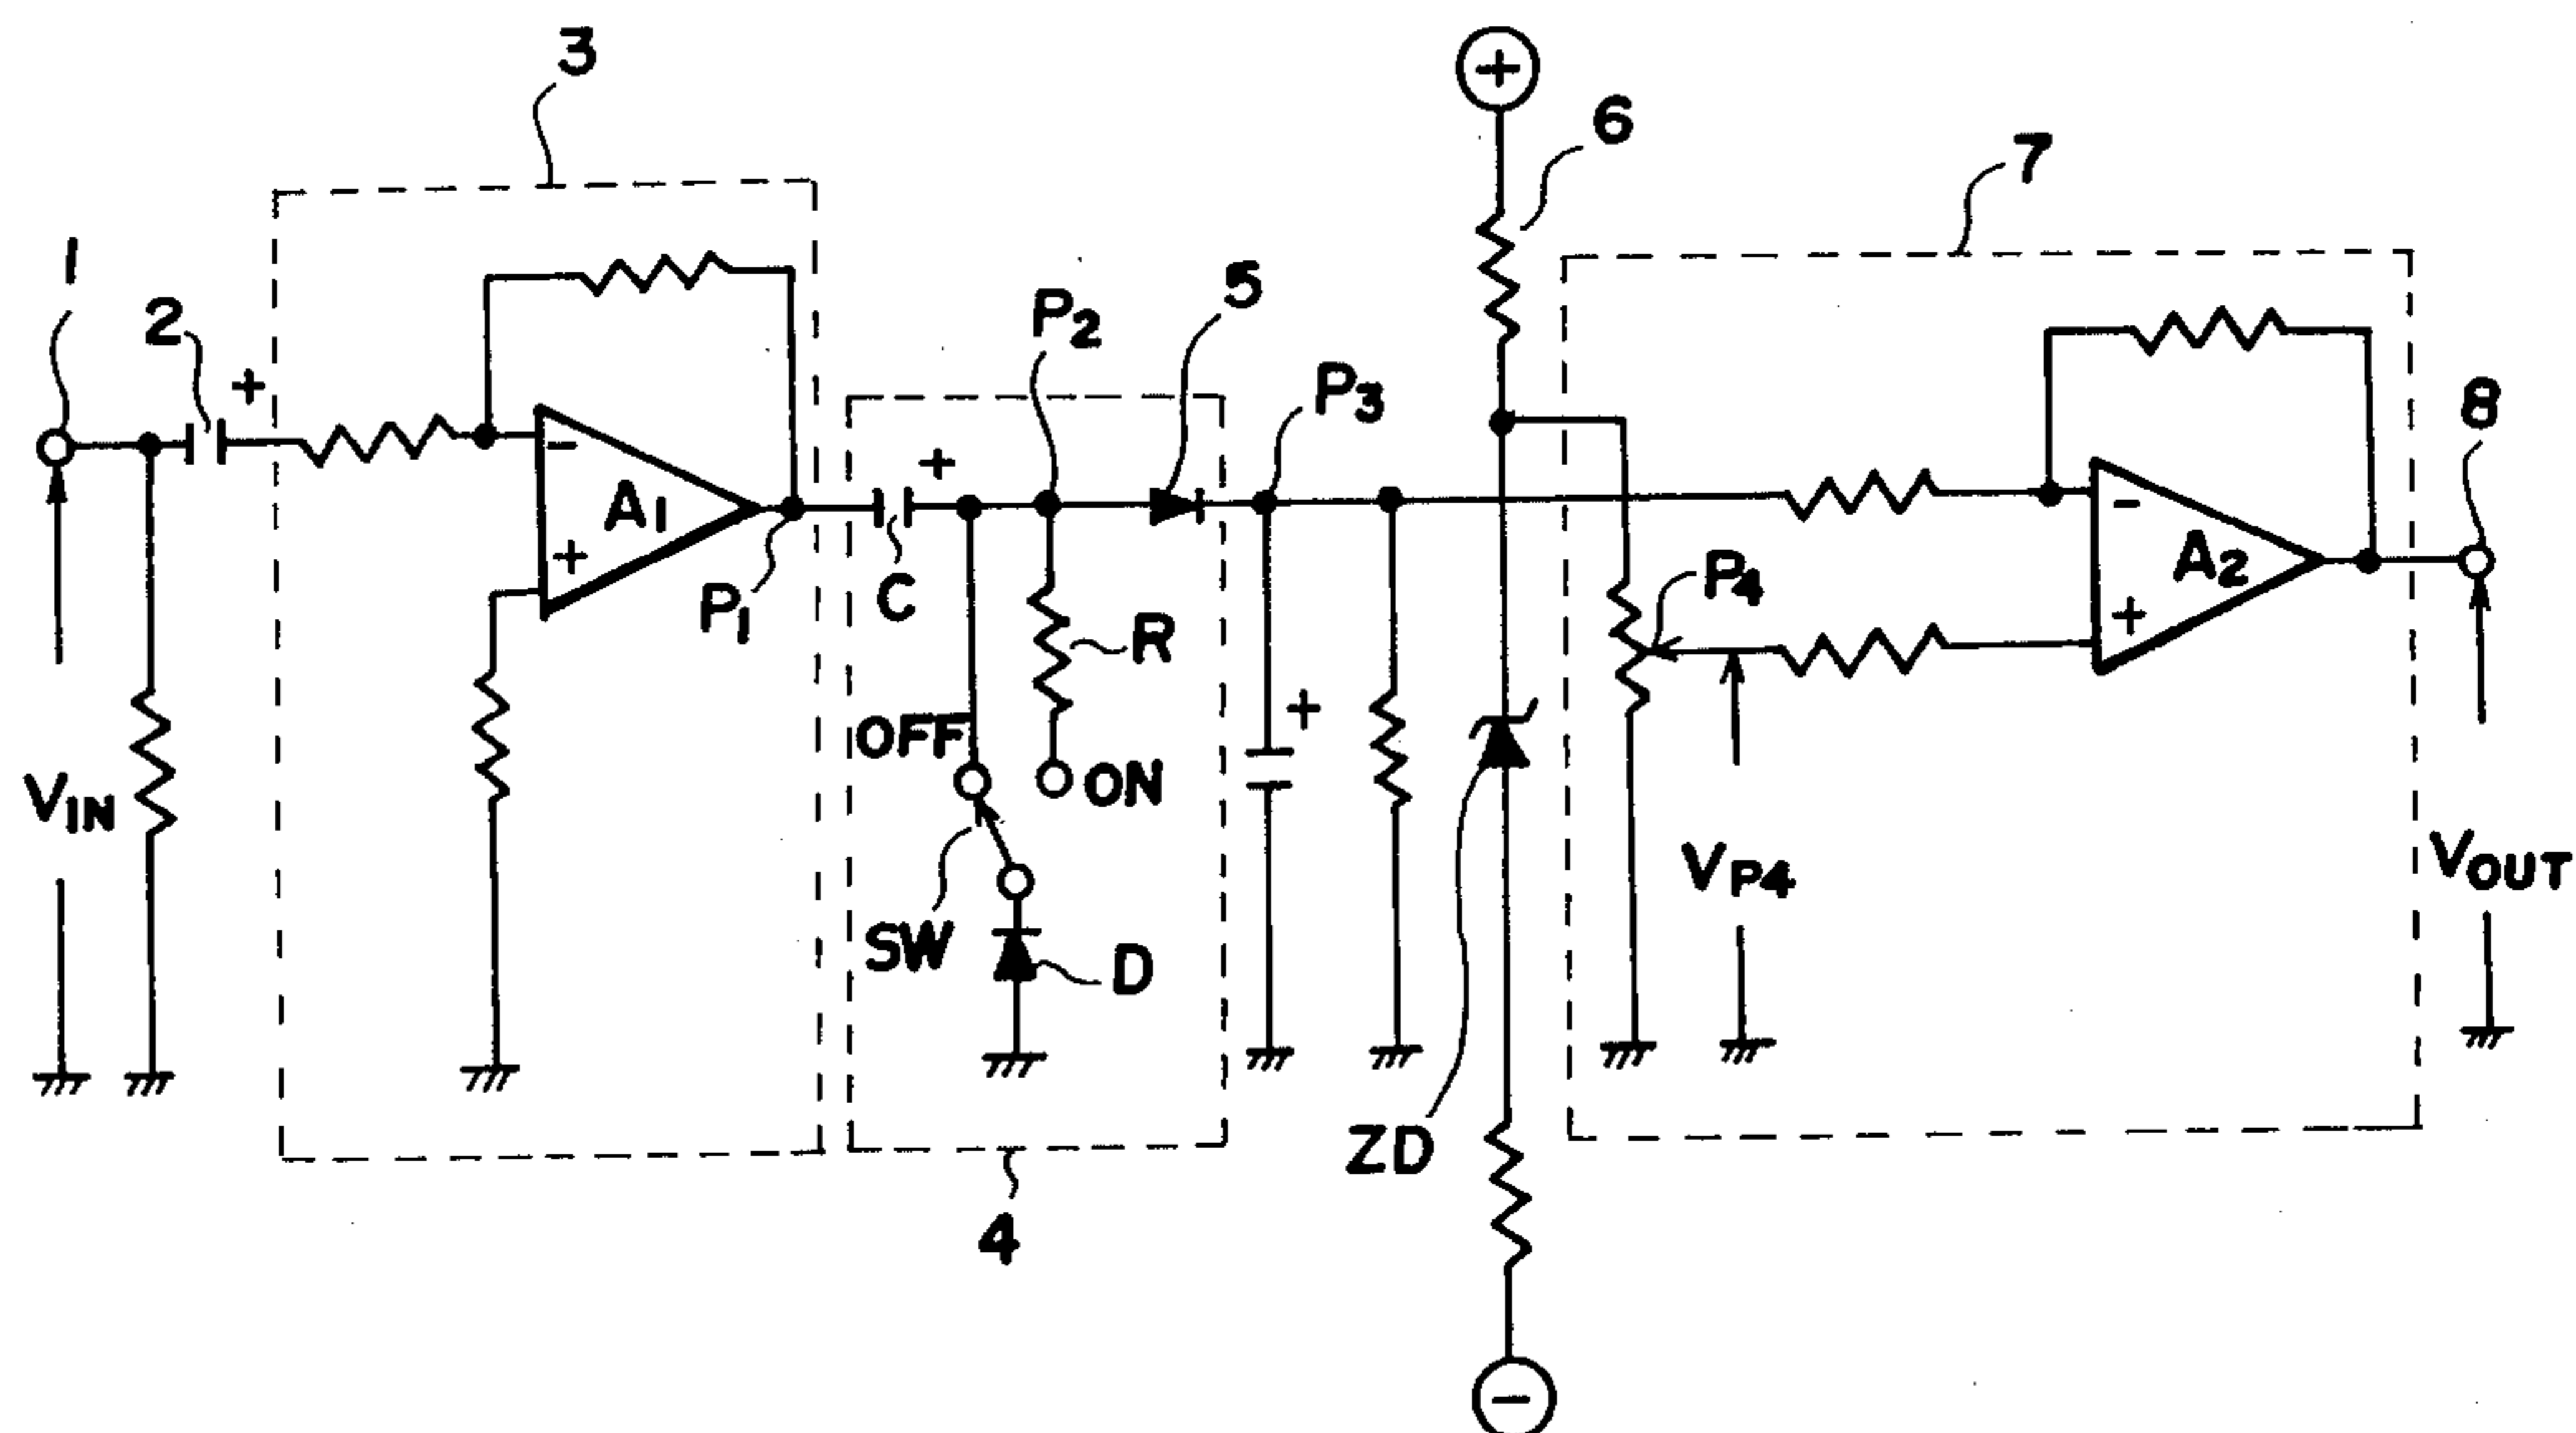 3
6
7
1
2
+
5
P2
P3
8
-
A1
+
P1
+
C
R
-
A2
+
P4
OFF
ON
+
VIN
SW
D
VP4
VOUT
ZD
4
+
-